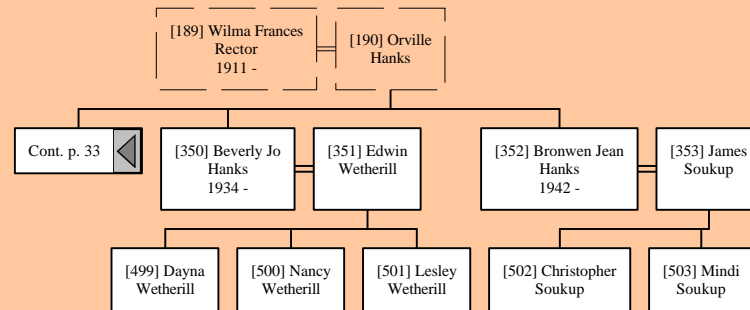 [189] Wilma Frances
Rector
1911 -
[190] Orville
Hanks
Cont. p. 33
[350] Beverly Jo
Hanks
1934 -
[351] Edwin
Wetherill
[352] Bronwen Jean
Hanks
1942 -
[353] James
Soukup
[499] Dayna
Wetherill
[500] Nancy
Wetherill
[501] Lesley
Wetherill
[502] Christopher
Soukup
[503] Mindi
Soukup